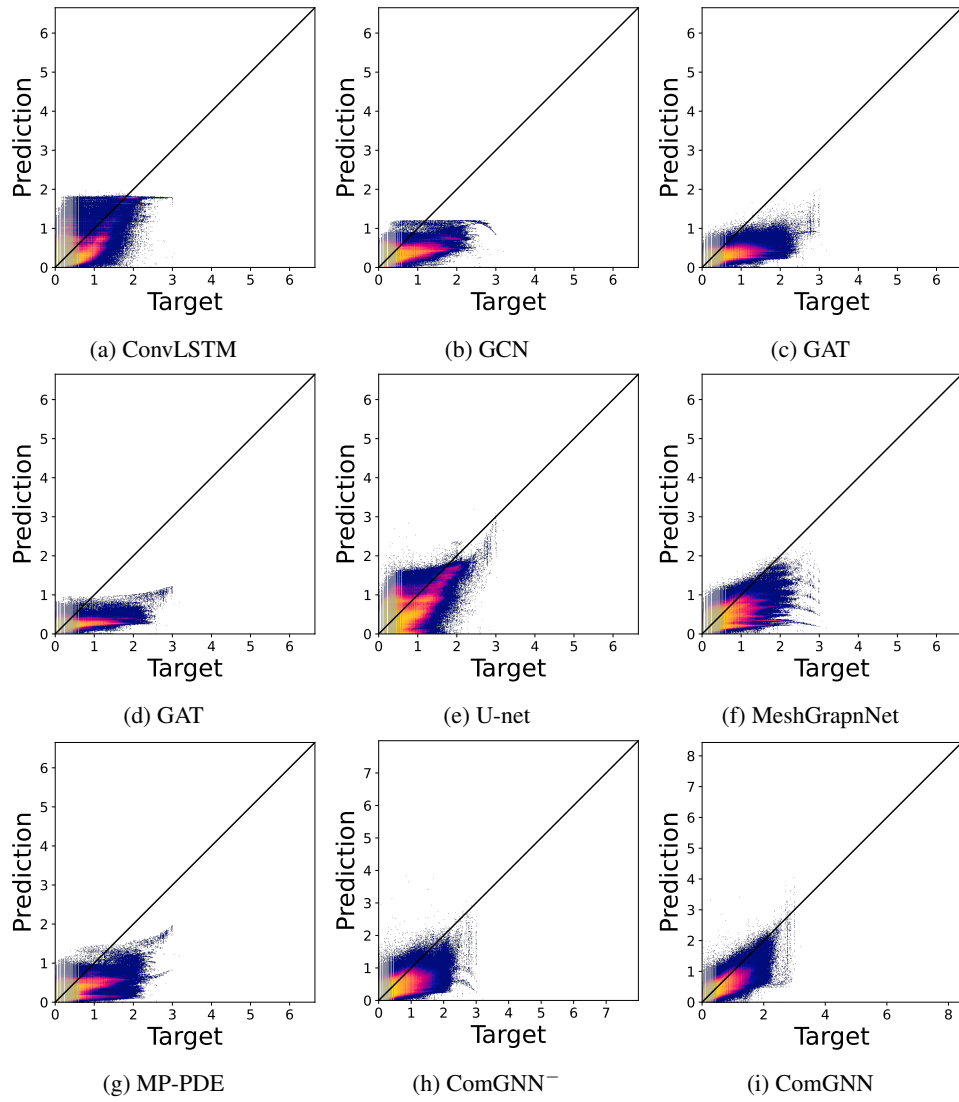 6
5
4
3
2
1
0
0 1 2 3 4 5 6
Prediction
Target
(a) ConvLSTM
6
5
4
3
2
1
0
0 1 2 3 4 5 6
Prediction
Target
(b) GCN
6
5
4
3
2
1
0
0 1 2 3 4 5 6
Prediction
Target
(c) GAT
6
5
4
3
2
1
0
0 1 2 3 4 5 6
Prediction
Target
(d) GAT
6
5
4
3
2
1
0
0 1 2 3 4 5 6
Prediction
Target
(e) U-net
6
5
4
3
2
1
0
0 1 2 3 4 5 6
Prediction
Target
(f) MeshGrapnNet
6
5
4
3
2
1
0
0 1 2 3 4 5 6
Prediction
Target
(g) MP-PDE
7
6
5
4
3
2
1
0
0 1 2 3 4 5 6 7
Prediction
Target
(h) ComGNN⁻
8
7
6
5
4
3
2
1
0
0 2 4 6 8
Prediction
Target
(i) ComGNN